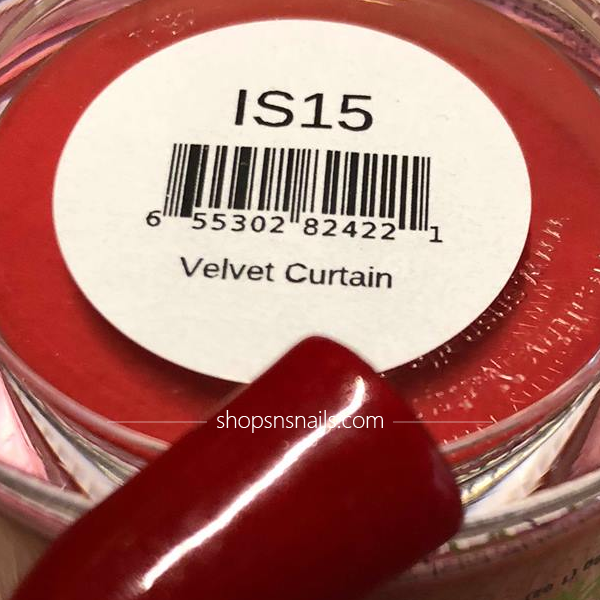 IS15
6 55302 82422 1
Velvet Curtain
shopsnsnails.com